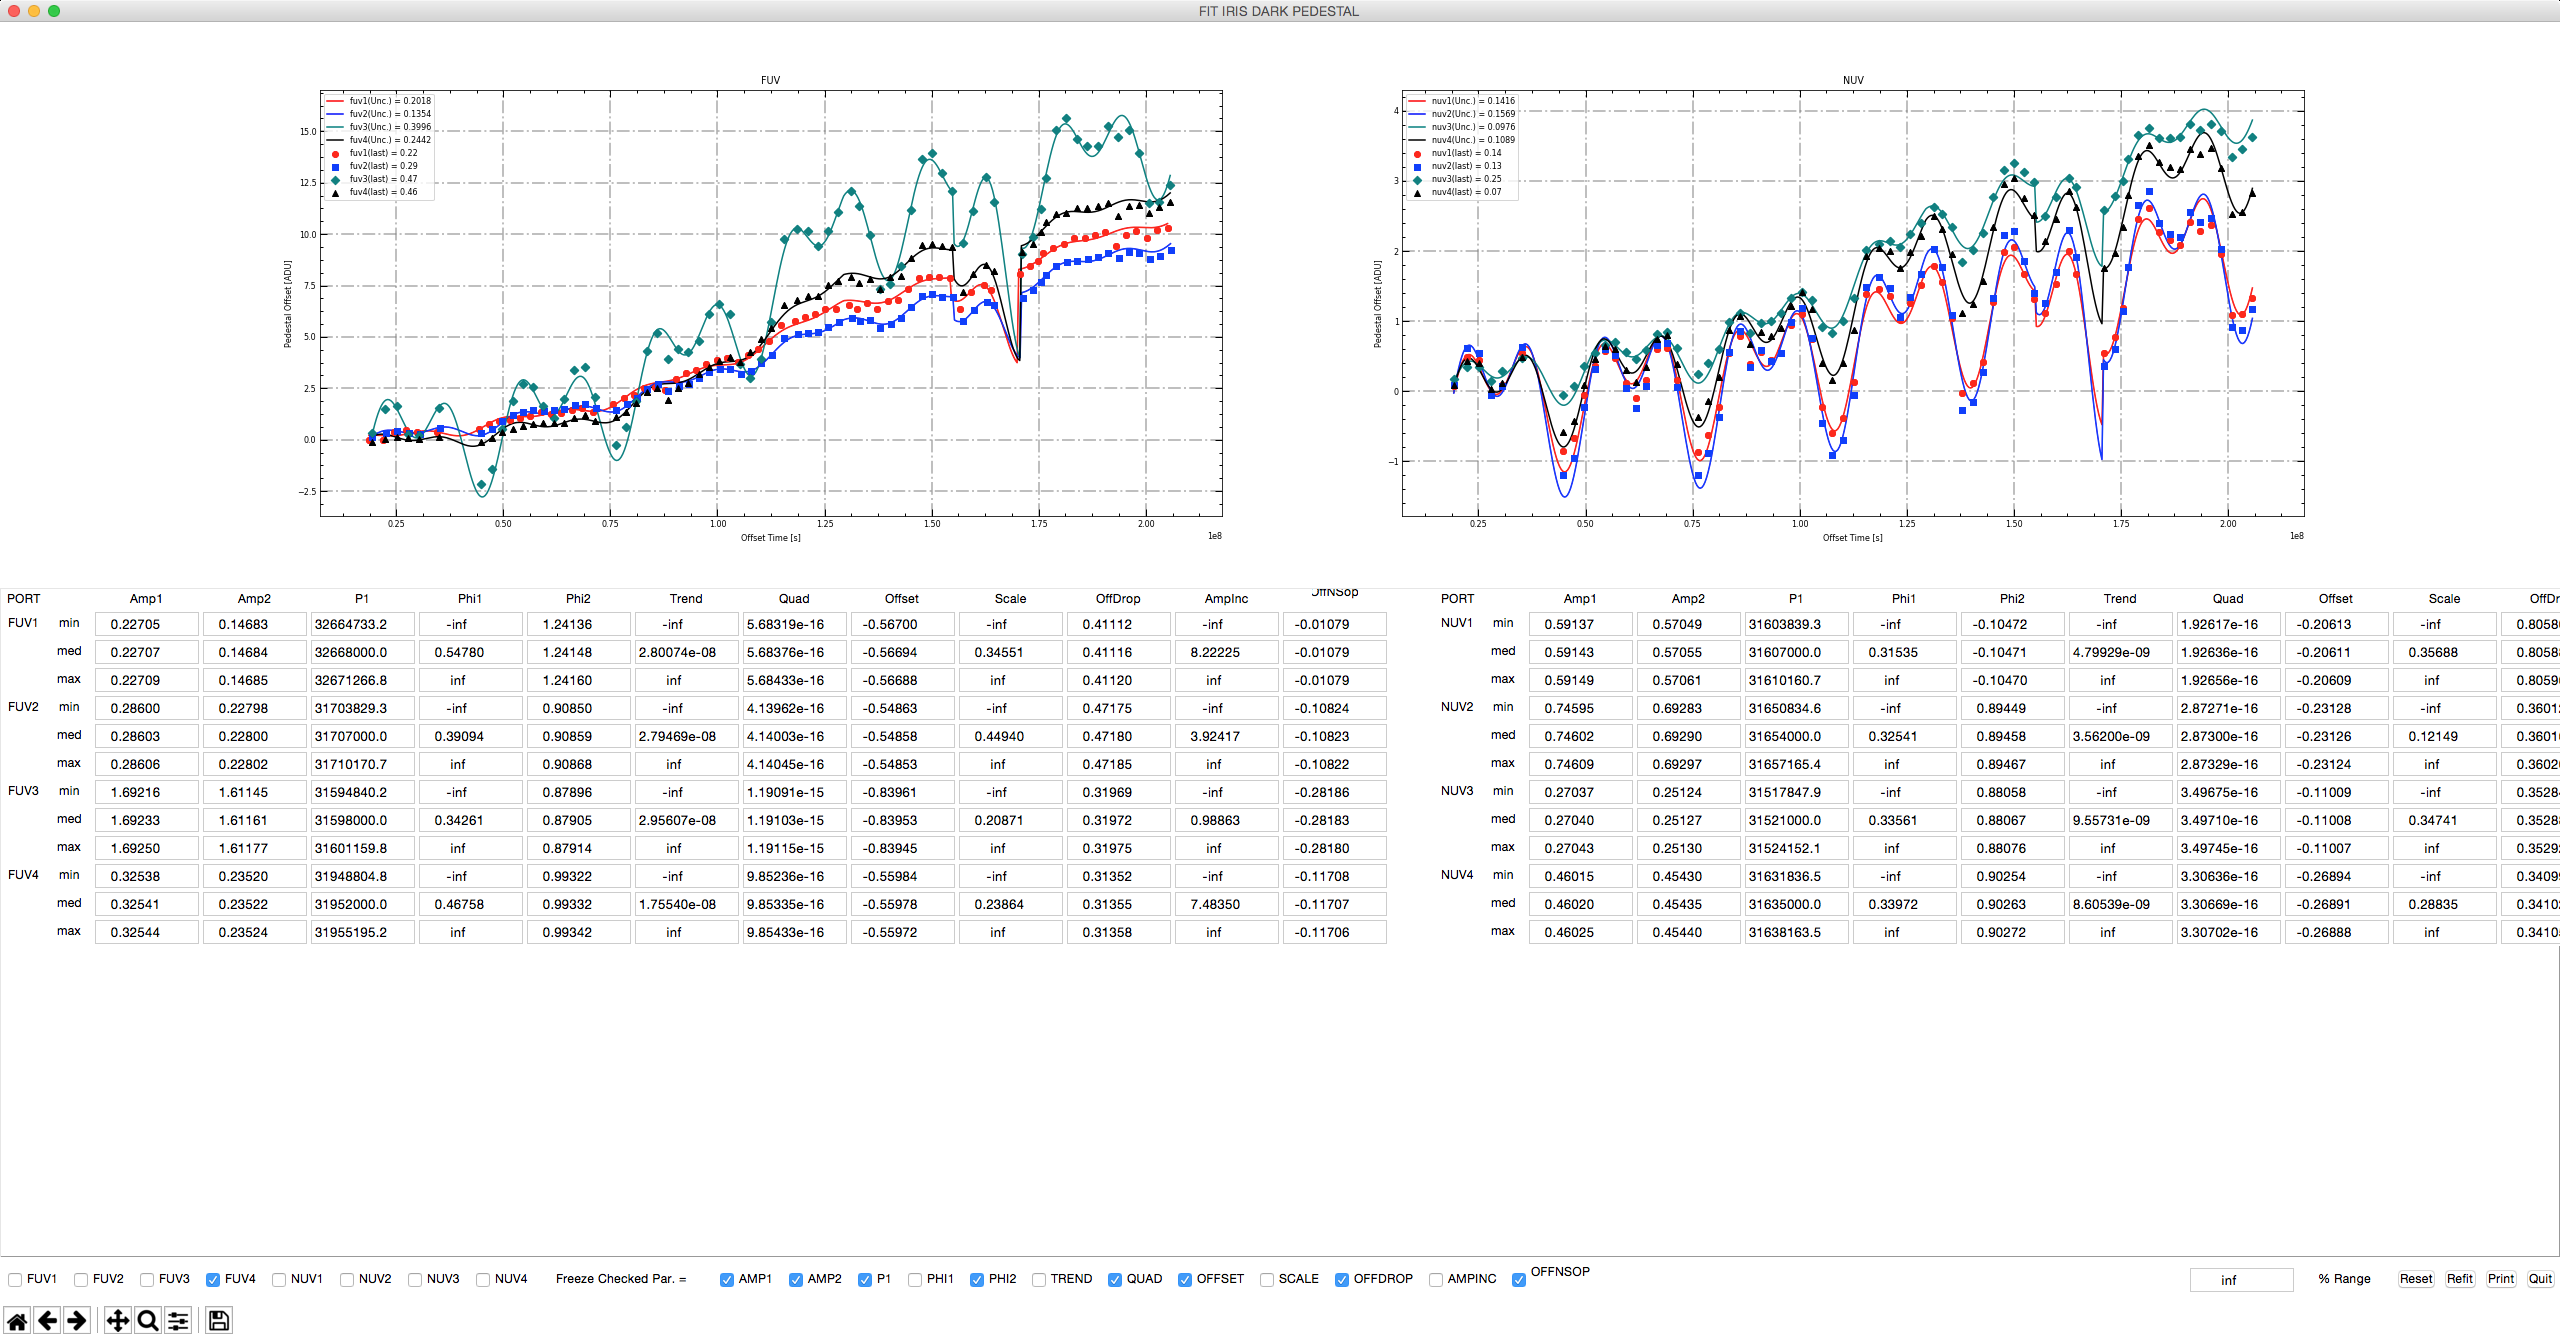 FIT IRIS DARK PEDESTAL
FUV
fuv1(Unc.) = 0.2018
fuv2(Unc.) = 0.1354
fuv3(Unc.) = 0.3996
fuv4(Unc.) = 0.2442
fuv1(last) = 0.22
fuv2(last) = 0.29
fuv3(last) = 0.47
fuv4(last) = 0.46
15.0
12.5
10.0
7.5
5.0
2.5
0.0
−2.5
Pedestal Offset [ADU]
0.25 0.50 0.75 1.00 1.25 1.50 1.75 2.00
Offset Time [s]
1e8
NUV
nuv1(Unc.) = 0.1416
nuv2(Unc.) = 0.1569
nuv3(Unc.) = 0.0976
nuv4(Unc.) = 0.1089
nuv1(last) = 0.14
nuv2(last) = 0.13
nuv3(last) = 0.25
nuv4(last) = 0.07
4
3
2
1
0
−1
Pedestal Offset [ADU]
0.25 0.50 0.75 1.00 1.25 1.50 1.75 2.00
Offset Time [s]
1e8
PORT Amp1 Amp2 P1 Phi1 Phi2 Trend Quad Offset Scale OffDrop AmpInc OffNSop
FUV1 min 0.22705 0.14683 32664733.2 -inf 1.24136 -inf 5.68319e-16 -0.56700 -inf 0.41112 -inf -0.01079
med 0.22707 0.14684 32668000.0 0.54780 1.24148 2.80074e-08 5.68376e-16 -0.56694 0.34551 0.41116 8.22225 -0.01079
max 0.22709 0.14685 32671266.8 inf 1.24160 inf 5.68433e-16 -0.56688 inf 0.41120 inf -0.01079
FUV2 min 0.28600 0.22798 31703829.3 -inf 0.90850 -inf 4.13962e-16 -0.54863 -inf 0.47175 -inf -0.10824
med 0.28603 0.22800 31707000.0 0.39094 0.90859 2.79469e-08 4.14003e-16 -0.54858 0.44940 0.47180 3.92417 -0.10823
max 0.28606 0.22802 31710170.7 inf 0.90868 inf 4.14045e-16 -0.54853 inf 0.47185 inf -0.10822
FUV3 min 1.69216 1.61145 31594840.2 -inf 0.87896 -inf 1.19091e-15 -0.83961 -inf 0.31969 -inf -0.28186
med 1.69233 1.61161 31598000.0 0.34261 0.87905 2.95607e-08 1.19103e-15 -0.83953 0.20871 0.31972 0.98863 -0.28183
max 1.69250 1.61177 31601159.8 inf 0.87914 inf 1.19115e-15 -0.83945 inf 0.31975 inf -0.28180
FUV4 min 0.32538 0.23520 31948804.8 -inf 0.99322 -inf 9.85236e-16 -0.55984 -inf 0.31352 -inf -0.11708
med 0.32541 0.23522 31952000.0 0.46758 0.99332 1.75540e-08 9.85335e-16 -0.55978 0.23864 0.31355 7.48350 -0.11707
max 0.32544 0.23524 31955195.2 inf 0.99342 inf 9.85433e-16 -0.55972 inf 0.31358 inf -0.11706
PORT Amp1 Amp2 P1 Phi1 Phi2 Trend Quad Offset Scale OffDr
NUV1 min 0.59137 0.57049 31603839.3 -inf -0.10472 -inf 1.92617e-16 -0.20613 -inf 0.8058
med 0.59143 0.57055 31607000.0 0.31535 -0.10471 4.79929e-09 1.92636e-16 -0.20611 0.35688 0.8058
max 0.59149 0.57061 31610160.7 inf -0.10470 inf 1.92656e-16 -0.20609 inf 0.8059
NUV2 min 0.74595 0.69283 31650834.6 -inf 0.89449 -inf 2.87271e-16 -0.23128 -inf 0.3601
med 0.74602 0.69290 31654000.0 0.32541 0.89458 3.56200e-09 2.87300e-16 -0.23126 0.12149 0.3601
max 0.74609 0.69297 31657165.4 inf 0.89467 inf 2.87329e-16 -0.23124 inf 0.3602
NUV3 min 0.27037 0.25124 31517847.9 -inf 0.88058 -inf 3.49675e-16 -0.11009 -inf 0.3528
med 0.27040 0.25127 31521000.0 0.33561 0.88067 9.55731e-09 3.49710e-16 -0.11008 0.34741 0.3528
max 0.27043 0.25130 31524152.1 inf 0.88076 inf 3.49745e-16 -0.11007 inf 0.3529
NUV4 min 0.46015 0.45430 31631836.5 -inf 0.90254 -inf 3.30636e-16 -0.26894 -inf 0.3409
med 0.46020 0.45435 31635000.0 0.33972 0.90263 8.60539e-09 3.30669e-16 -0.26891 0.28835 0.3410
max 0.46025 0.45440 31638163.5 inf 0.90272 inf 3.30702e-16 -0.26888 inf 0.3410
FUV1 FUV2 FUV3 FUV4 NUV1 NUV2 NUV3 NUV4 Freeze Checked Par. = AMP1 AMP2 P1 PHI1 PHI2 TREND QUAD OFFSET SCALE OFFDROP AMPINC OFFNSOP inf % Range Reset Refit Print Quit